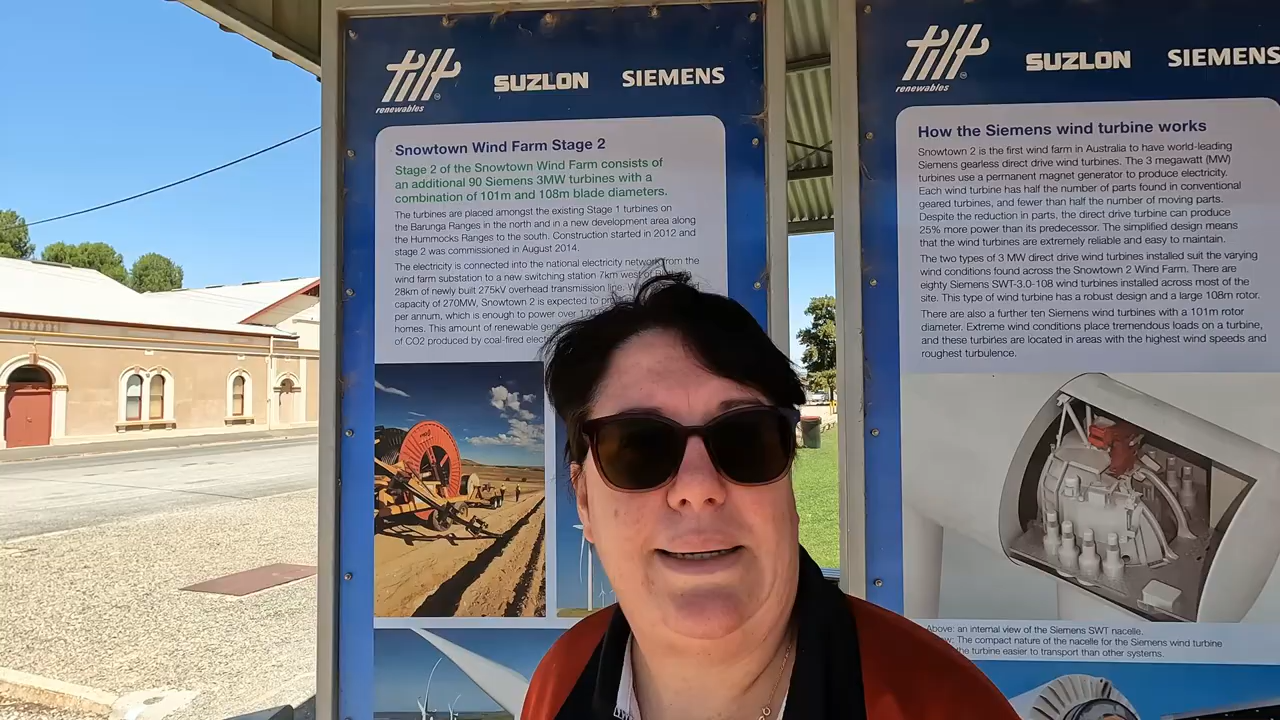 tilt
renewables
SUZLON
SIEMENS
Snowtown Wind Farm Stage 2
Stage 2 of the Snowtown Wind Farm consists of
an additional 90 Siemens 3MW turbines with a
combination of 101m and 108m blade diameters.
The turbines are placed amongst the existing Stage 1 turbines on
the Barunga Ranges in the north and in a new development area along
the Hummocks Ranges to the south. Construction started in 2012 and
stage 2 was commissioned in August 2014.
The electricity is connected into the national electricity network from the
wind farm substation to a new switching station 7km west of
28km of newly built 275kV overhead transmission line.
capacity of 270MW, Snowtown 2 is expected to
per annum, which is enough to power over
homes. This amount of renewable
of CO2 produced by coal-fired
tilt
renewables
SUZLON
SIEMENS
How the Siemens wind turbine works
Snowtown 2 is the first wind farm in Australia to have world-leading
Siemens gearless direct drive wind turbines. The 3 megawatt (MW)
turbines use a permanent magnet generator to produce electricity.
Each wind turbine has half the number of parts found in conventional
geared turbines, and fewer than half the number of moving parts.
Despite the reduction in parts, the direct drive turbine can produce
25% more power than its predecessor. The simplified design means
that the wind turbines are extremely reliable and easy to maintain.
The two types of 3 MW direct drive wind turbines installed suit the varying
wind conditions found across the Snowtown 2 Wind Farm. There are
eighty Siemens SWT-3.0-108 wind turbines installed across most of the
site. This type of wind turbine has a robust design and a large 108m rotor.
There are also a further ten Siemens wind turbines with a 101m rotor
diameter. Extreme wind conditions place tremendous loads on a turbine,
and these turbines are located in areas with the highest wind speeds and
roughest turbulence.
Above: an internal view of the Siemens SWT nacelle.
The compact nature of the nacelle for the Siemens wind turbine
the turbine easier to transport than other systems.